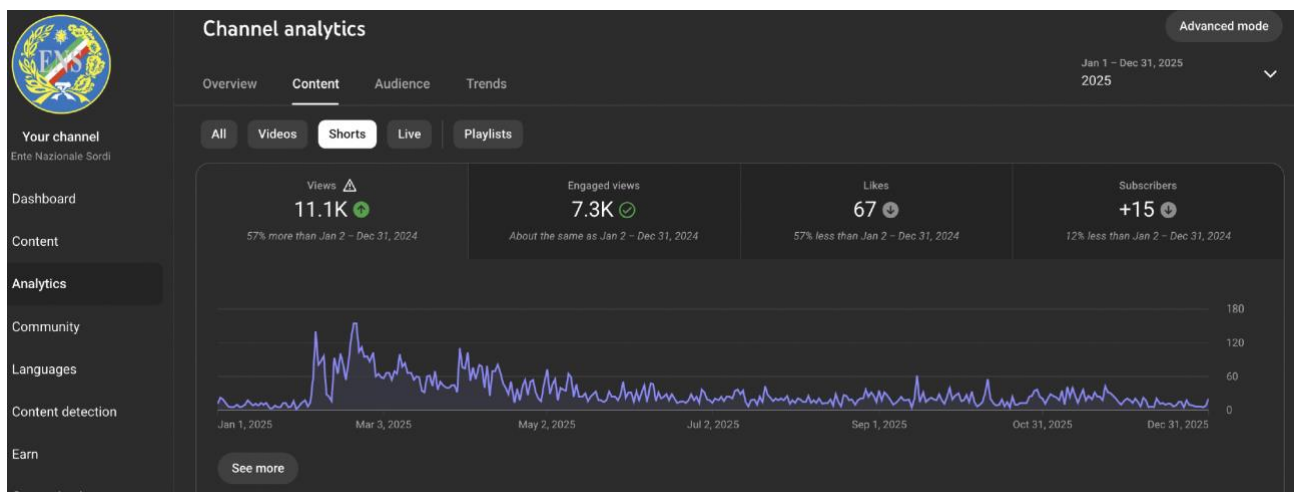 ENS
Your channel
Ente Nazionale Sordi
Dashboard
Content
Analytics
Community
Languages
Content detection
Earn
Channel analytics
Advanced mode
Overview
Content
Audience
Trends
Jan 1 – Dec 31, 2025
2025
All
Videos
Shorts
Live
Playlists
Views
11.1K
57% more than Jan 2 – Dec 31, 2024
Engaged views
7.3K
About the same as Jan 2 – Dec 31, 2024
Likes
67
57% less than Jan 2 – Dec 31, 2024
Subscribers
+15
12% less than Jan 2 – Dec 31, 2024
180
120
60
0
Jan 1, 2025
Mar 3, 2025
May 2, 2025
Jul 2, 2025
Sep 1, 2025
Oct 31, 2025
Dec 31, 2025
See more